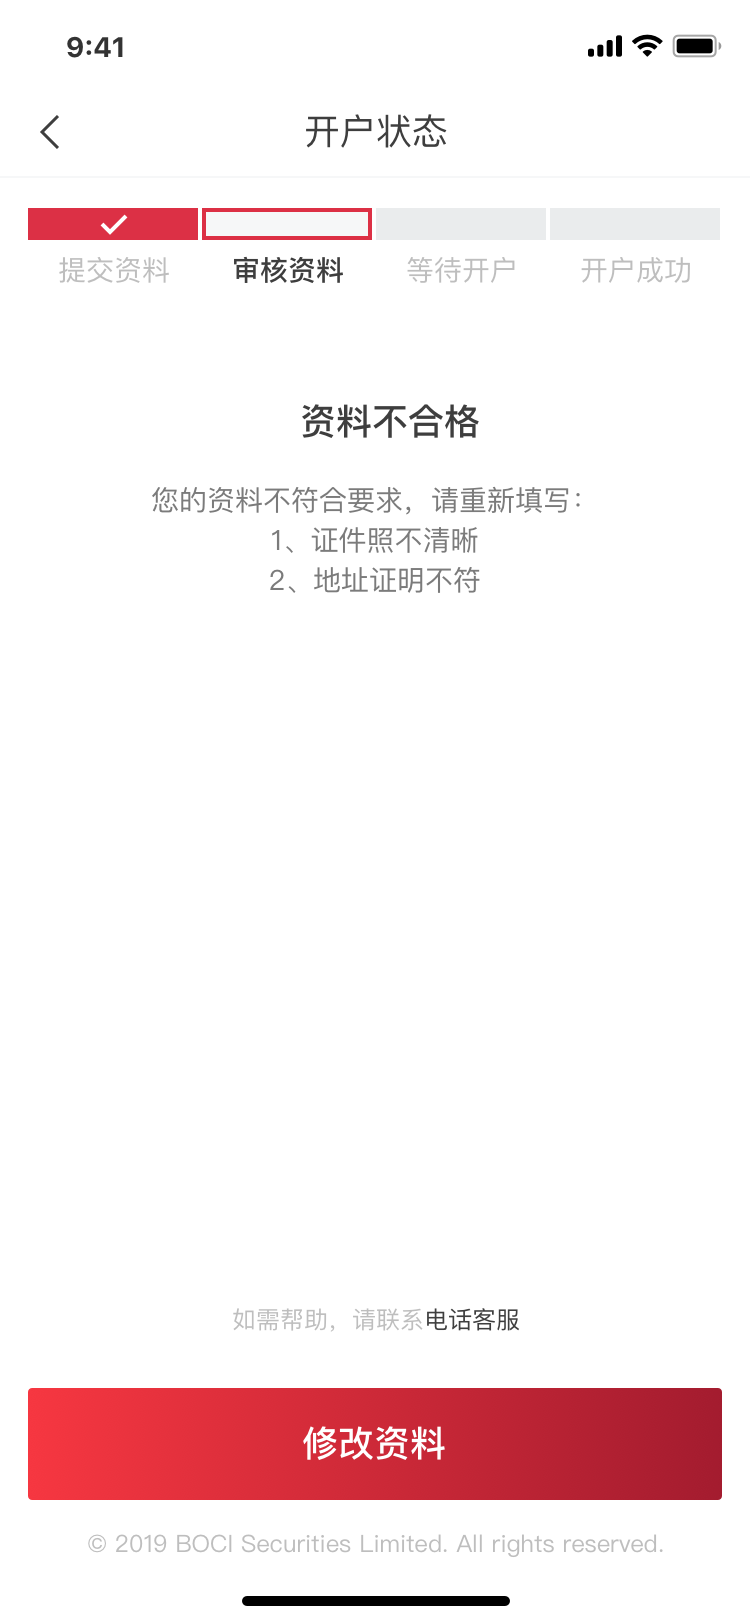 9:41
开户状态
提交资料 审核资料 等待开户 开户成功
资料不合格
您的资料不符合要求，请重新填写：
1、证件照不清晰
2、地址证明不符
如需帮助，请联系电话客服
修改资料
© 2019 BOCI Securities Limited. All rights reserved.